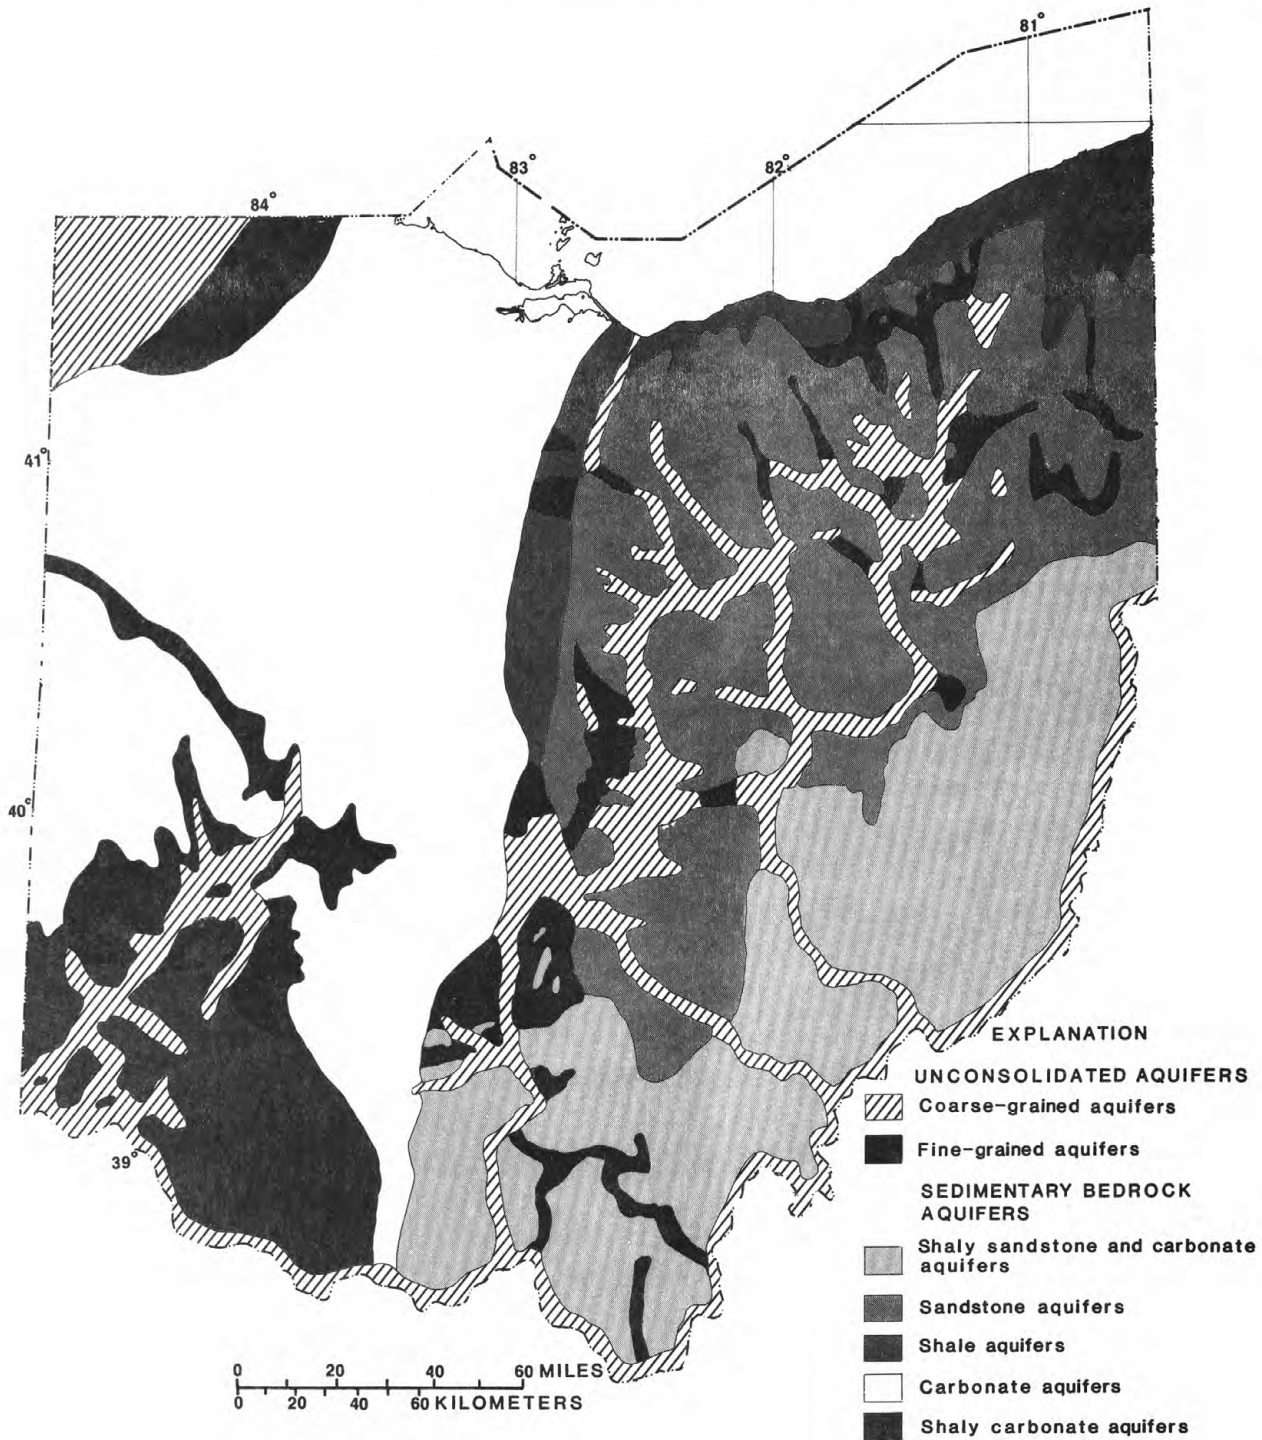 81°
83°
82°
84°
41°
40°
39°
EXPLANATION
UNCONSOLIDATED AQUIFERS
Coarse-grained aquifers
Fine-grained aquifers
SEDIMENTARY BEDROCK
AQUIFERS
Shaly sandstone and carbonate
aquifers
Sandstone aquifers
Shale aquifers
Carbonate aquifers
Shaly carbonate aquifers
0 20 40 60 MILES
0 20 40 60 KILOMETERS